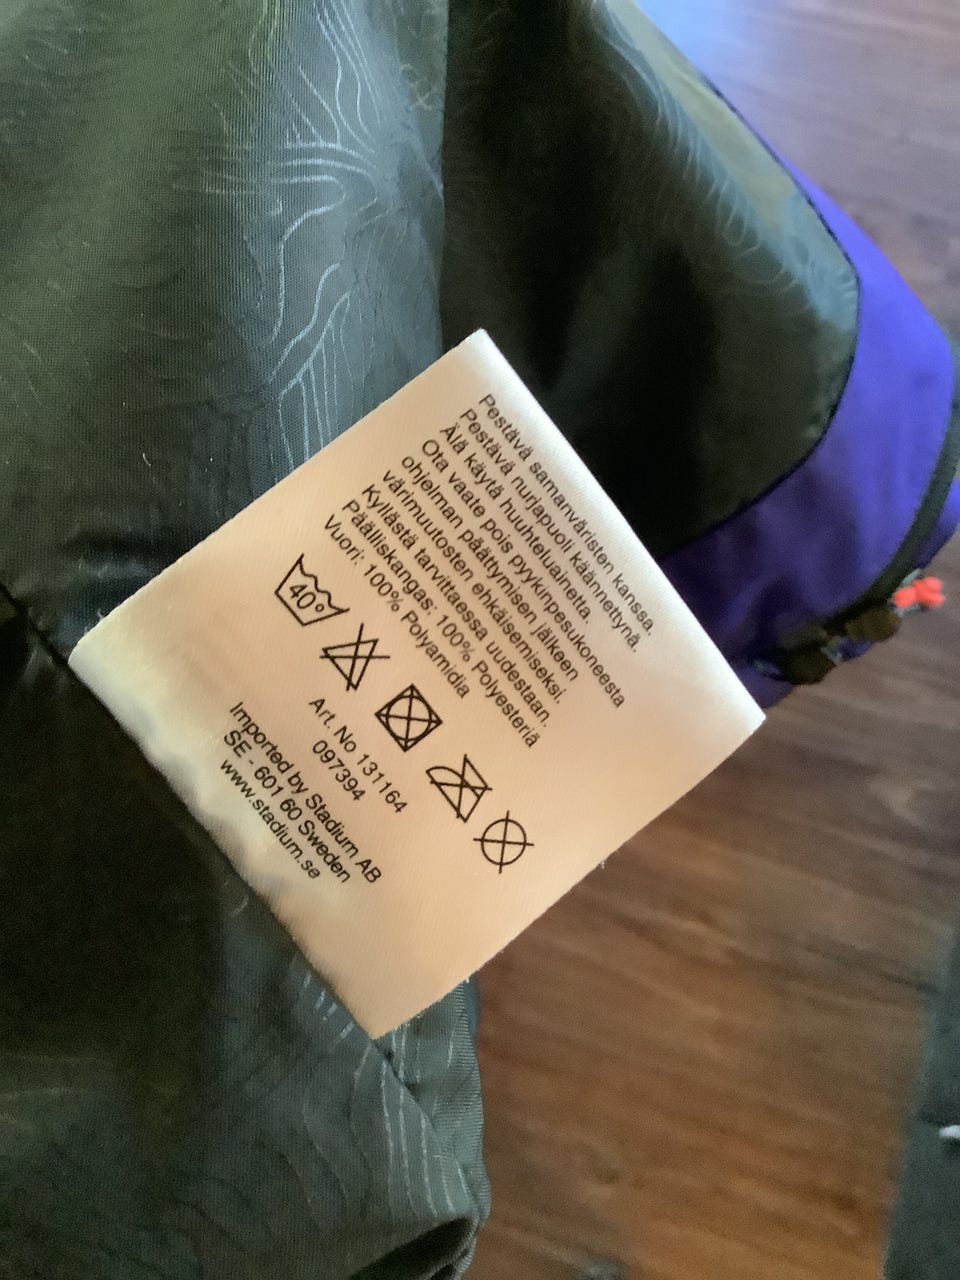 Pestävä samanväristen kanssa.
Pestävä nurjapuoli käännettynä.
Älä käytä huuhteluainetta.
Ota vaate pois pyykinpesukoneesta
ohjelman päättymisen jälkeen
värimuutosten ehkäisemiseksi.
Kyllästä tarvittaessa uudestaan.
Päälliskangas: 100% Polyesteriä
Vuori: 100% Polyamidia
40°
Art. No 131164
097394
Imported by Stadium AB
SE - 601 60 Sweden
www.stadium.se